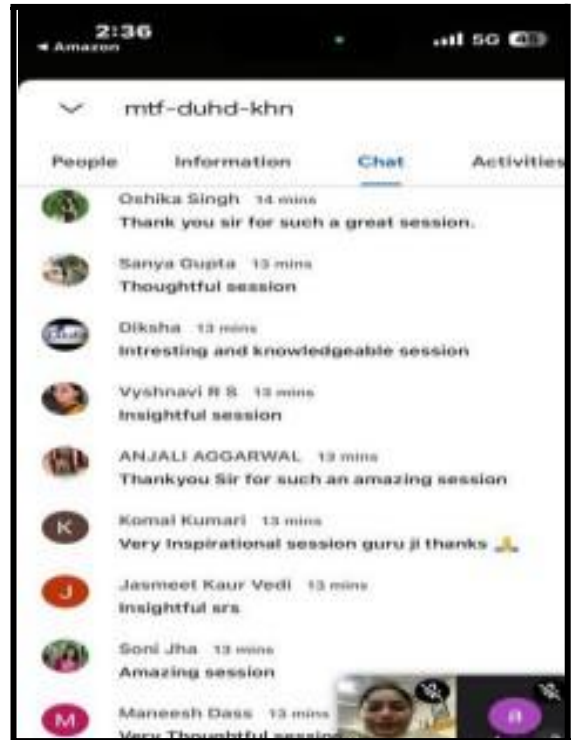 2:36
◄ Amazon
5G
mtf-duhd-khn
People Information Chat Activities
Oshika Singh 14 mins
Thank you sir for such a great session.
Sanya Gupta 13 mins
Thoughtful session
Diksha 13 mins
Intresting and knowledgeable session
Vyshnavi R S 13 mins
Insightful session
ANJALI AGGARWAL 13 mins
Thankyou Sir for such an amazing session
K
Komal Kumari 13 mins
Very Inspirational session guru ji thanks 🙏
J
Jasmeet Kaur Vedi 13 mins
Insightful srs
Soni Jha 13 mins
Amazing session
M
Maneesh Dass 13 mins
Very Thoughtful session
a